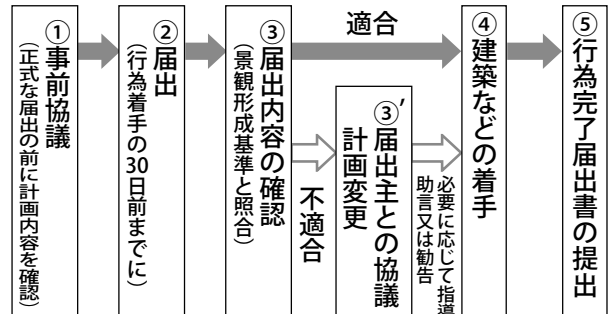 ①事前協議
(正式な届出の前に計画内容を確認)
②届出
(行為着手の30日前までに)
③届出内容の確認
(景観形成基準と照合)
適合
不適合
③′届出主との協議
計画変更
必要に応じて指導
助言又は勧告
④建築などの着手
⑤行為完了届出書の提出